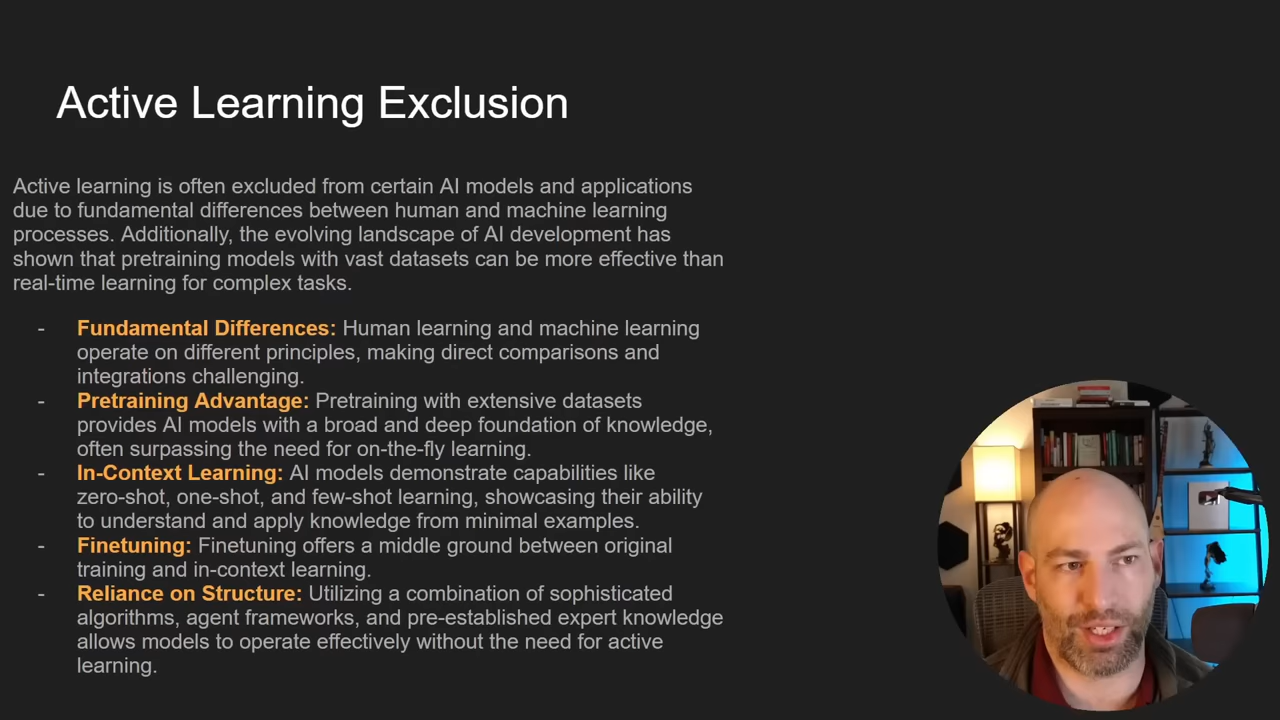 Active Learning Exclusion
Active learning is often excluded from certain AI models and applications
due to fundamental differences between human and machine learning
processes. Additionally, the evolving landscape of AI development has
shown that pretraining models with vast datasets can be more effective than
real-time learning for complex tasks.
- Fundamental Differences: Human learning and machine learning
operate on different principles, making direct comparisons and
integrations challenging.
- Pretraining Advantage: Pretraining with extensive datasets
provides AI models with a broad and deep foundation of knowledge,
often surpassing the need for on-the-fly learning.
- In-Context Learning: AI models demonstrate capabilities like
zero-shot, one-shot, and few-shot learning, showcasing their ability
to understand and apply knowledge from minimal examples.
- Finetuning: Finetuning offers a middle ground between original
training and in-context learning.
- Reliance on Structure: Utilizing a combination of sophisticated
algorithms, agent frameworks, and pre-established expert knowledge
allows models to operate effectively without the need for active
learning.